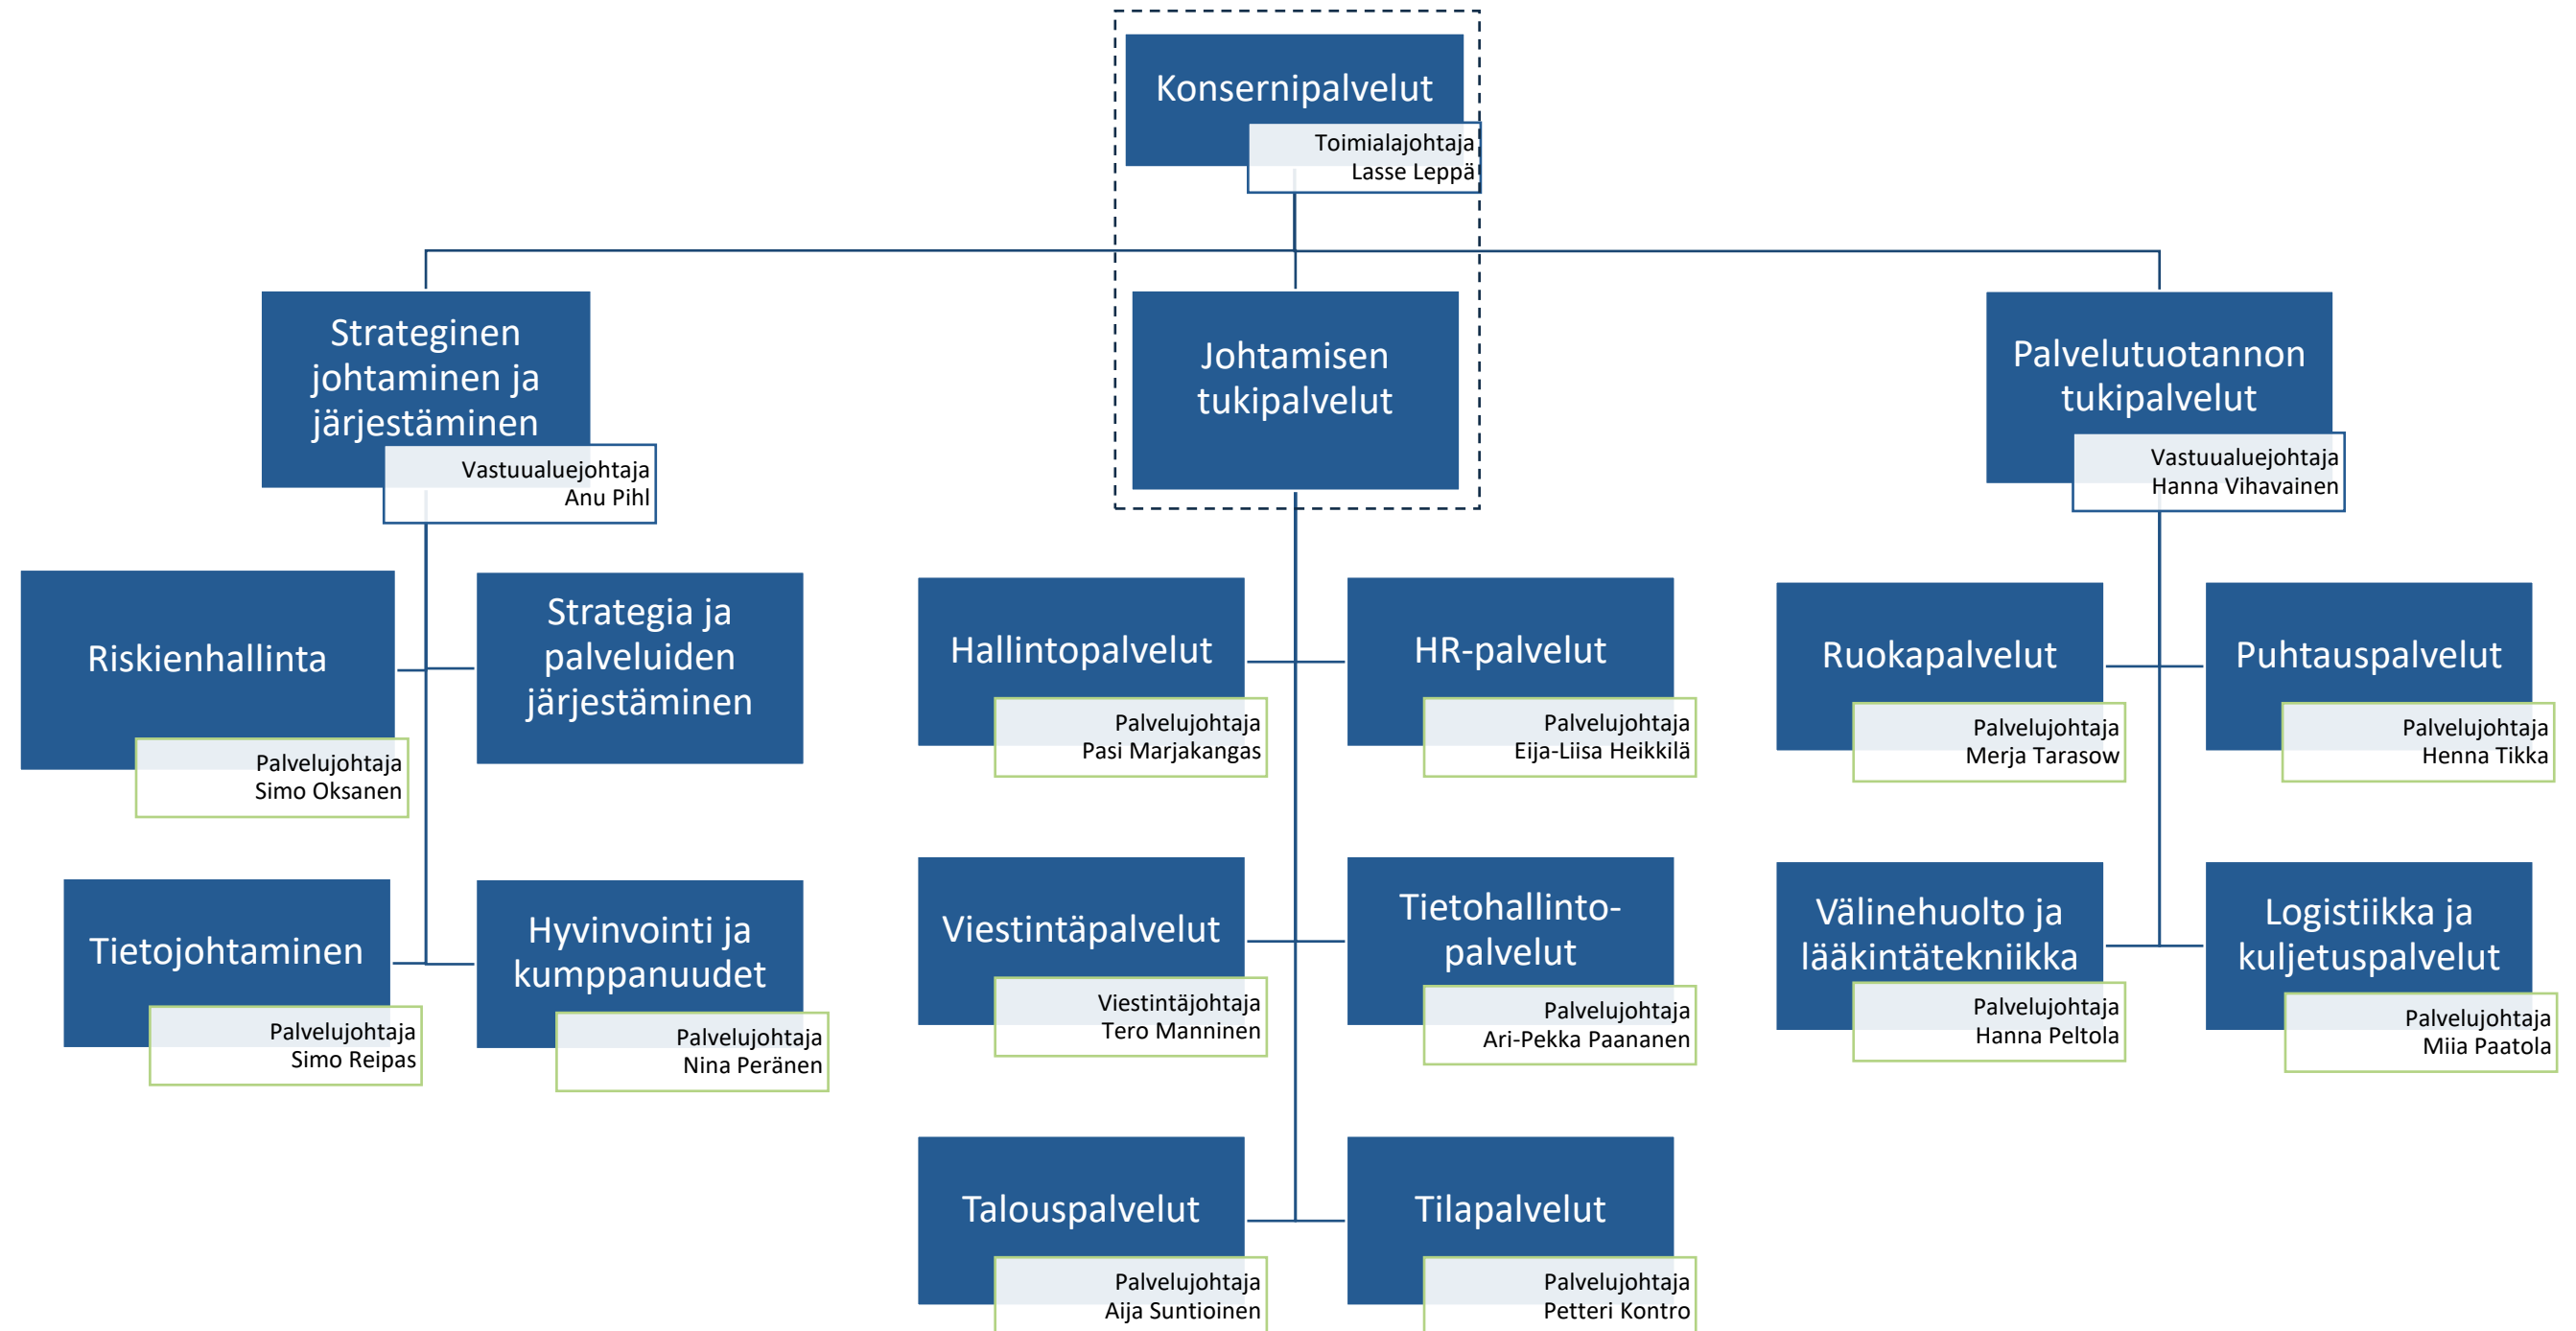 Konsernipalvelut
Toimialajohtaja
Lasse Leppä
Strateginen
johtaminen ja
järjestäminen
Vastuualuejohtaja
Anu Pihl
Johtamisen
tukipalvelut
Palvelutuotannon
tukipalvelut
Vastuualuejohtaja
Hanna Vihavainen
Riskienhallinta
Palvelujohtaja
Simo Oksanen
Strategia ja
palveluiden
järjestäminen
Tietojohtaminen
Palvelujohtaja
Simo Reipas
Hyvinvointi ja
kumppanuudet
Palvelujohtaja
Nina Peränen
Hallintopalvelut
Palvelujohtaja
Pasi Marjakangas
HR-palvelut
Palvelujohtaja
Eija-Liisa Heikkilä
Viestintäpalvelut
Viestintäjohtaja
Tero Manninen
Tietohallinto-
palvelut
Palvelujohtaja
Ari-Pekka Paananen
Talouspalvelut
Palvelujohtaja
Aija Suntioinen
Tilapalvelut
Palvelujohtaja
Petteri Kontro
Ruokapalvelut
Palvelujohtaja
Merja Tarasow
Puhtauspalvelut
Palvelujohtaja
Henna Tikka
Välinehuolto ja
lääkintätekniikka
Palvelujohtaja
Hanna Peltola
Logistiikka ja
kuljetuspalvelut
Palvelujohtaja
Miia Paatola